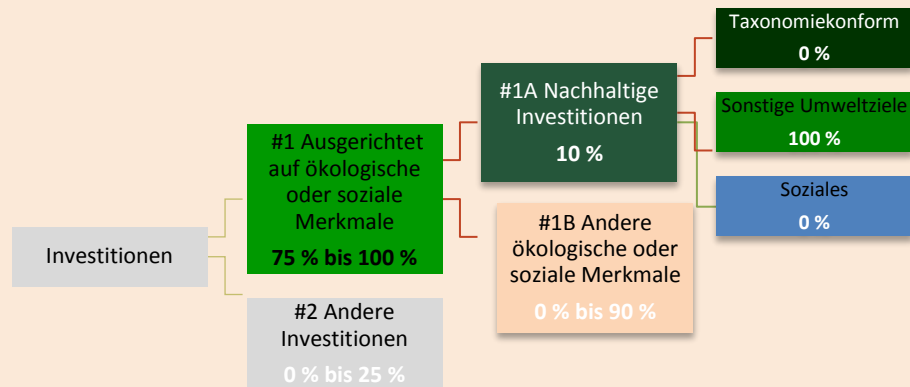 Investitionen
#1 Ausgerichtet
auf ökologische
oder soziale
Merkmale
75 % bis 100 %
#2 Andere
Investitionen
0 % bis 25 %
#1A Nachhaltige
Investitionen
10 %
#1B Andere
ökologische oder
soziale Merkmale
0 % bis 90 %
Taxonomiekonform
0 %
Sonstige Umweltziele
100 %
Soziales
0 %